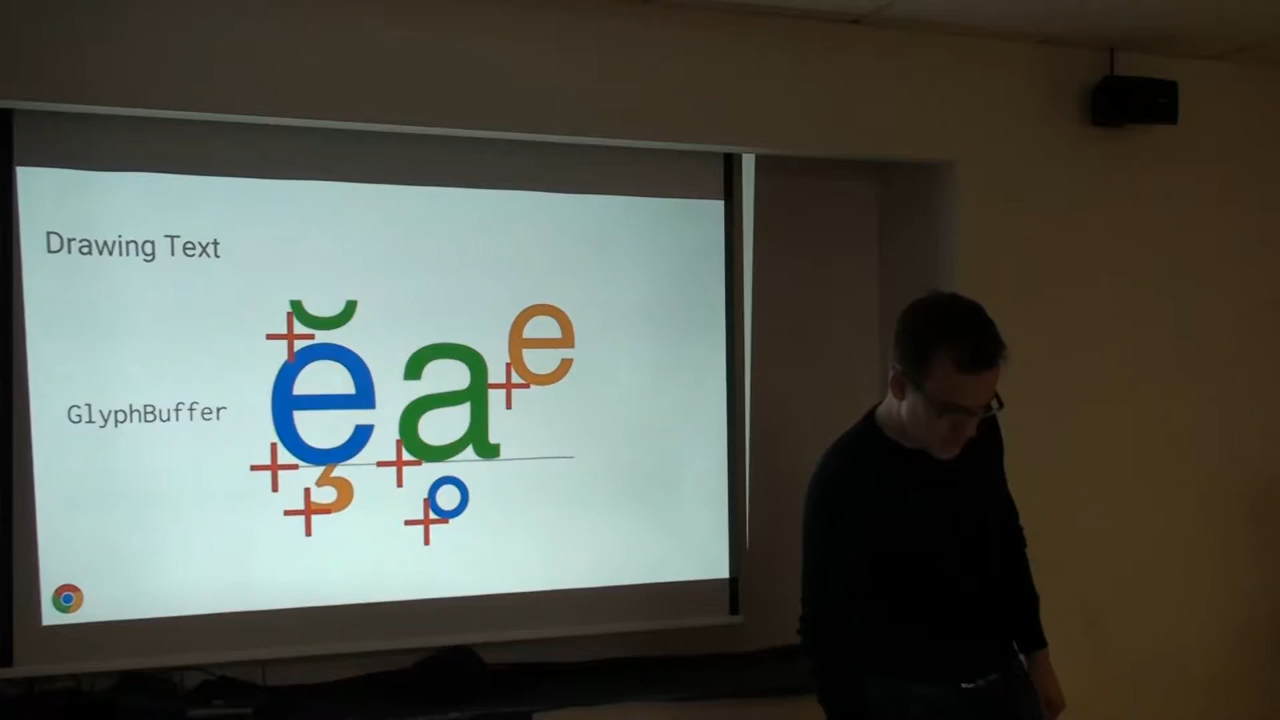 Drawing Text
GlyphBuffer
ḝ̆ ḁ e